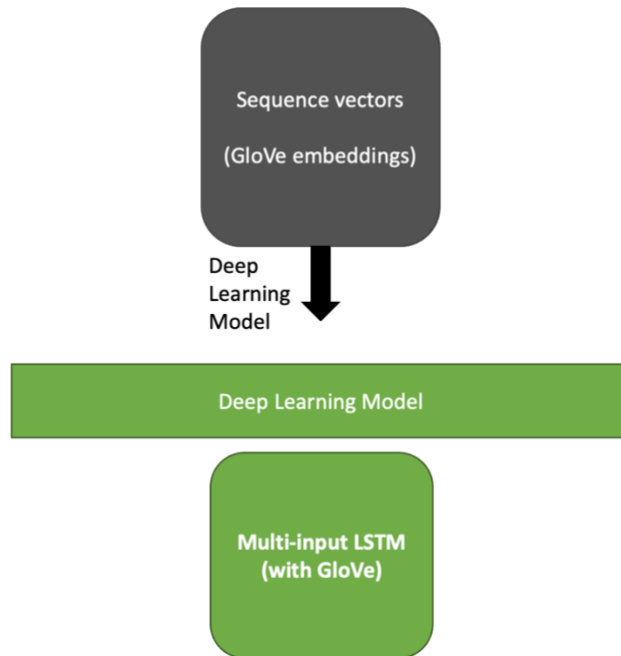 Sequence vectors
(GloVe embeddings)
Deep
Learning
Model
Deep Learning Model
Multi-input LSTM
(with GloVe)